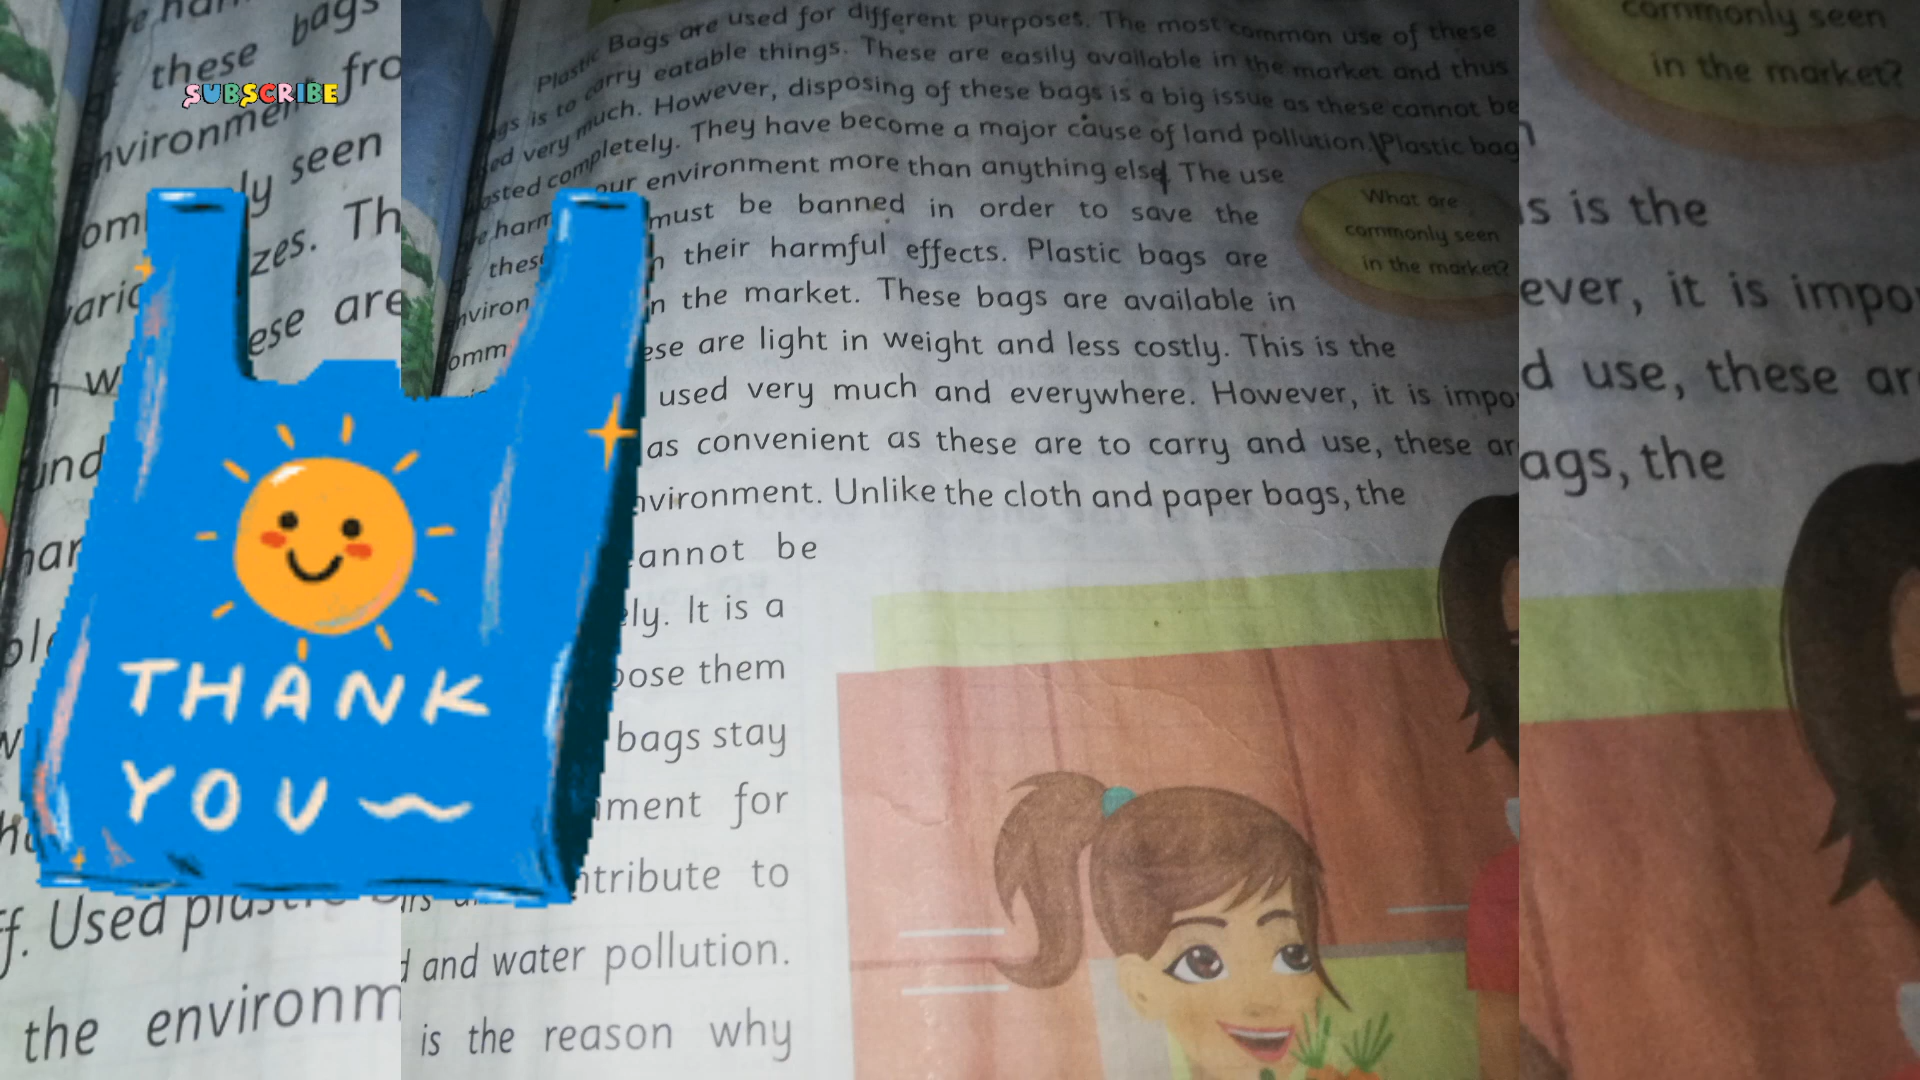 SUBSCRIBE
Plastic Bags are used for different purposes. The most common use of these
is to carry eatable things. These are easily available in the market and thus
very much. However, disposing of these bags is a big issue as these cannot be
completely. They have become a major cause of land pollution. Plastic bag
our environment more than anything else. The use
must be banned in order to save the
their harmful effects. Plastic bags are
the market. These bags are available in
are light in weight and less costly. This is the
used very much and everywhere. However, it is impo
as convenient as these are to carry and use, these ar
nvironment. Unlike the cloth and paper bags, the
annot be
ly. It is a
pose them
bags stay
nment for
ntribute to
and water pollution.
is the reason why
What are
commonly seen
in the market?
THANK
YOU
these bags
fro
nvironment
seen
zes. Th
ese are
f. Used plastic
the environm
commonly seen
in the market?
s is the
ever, it is impo
d use, these ar
ags, the